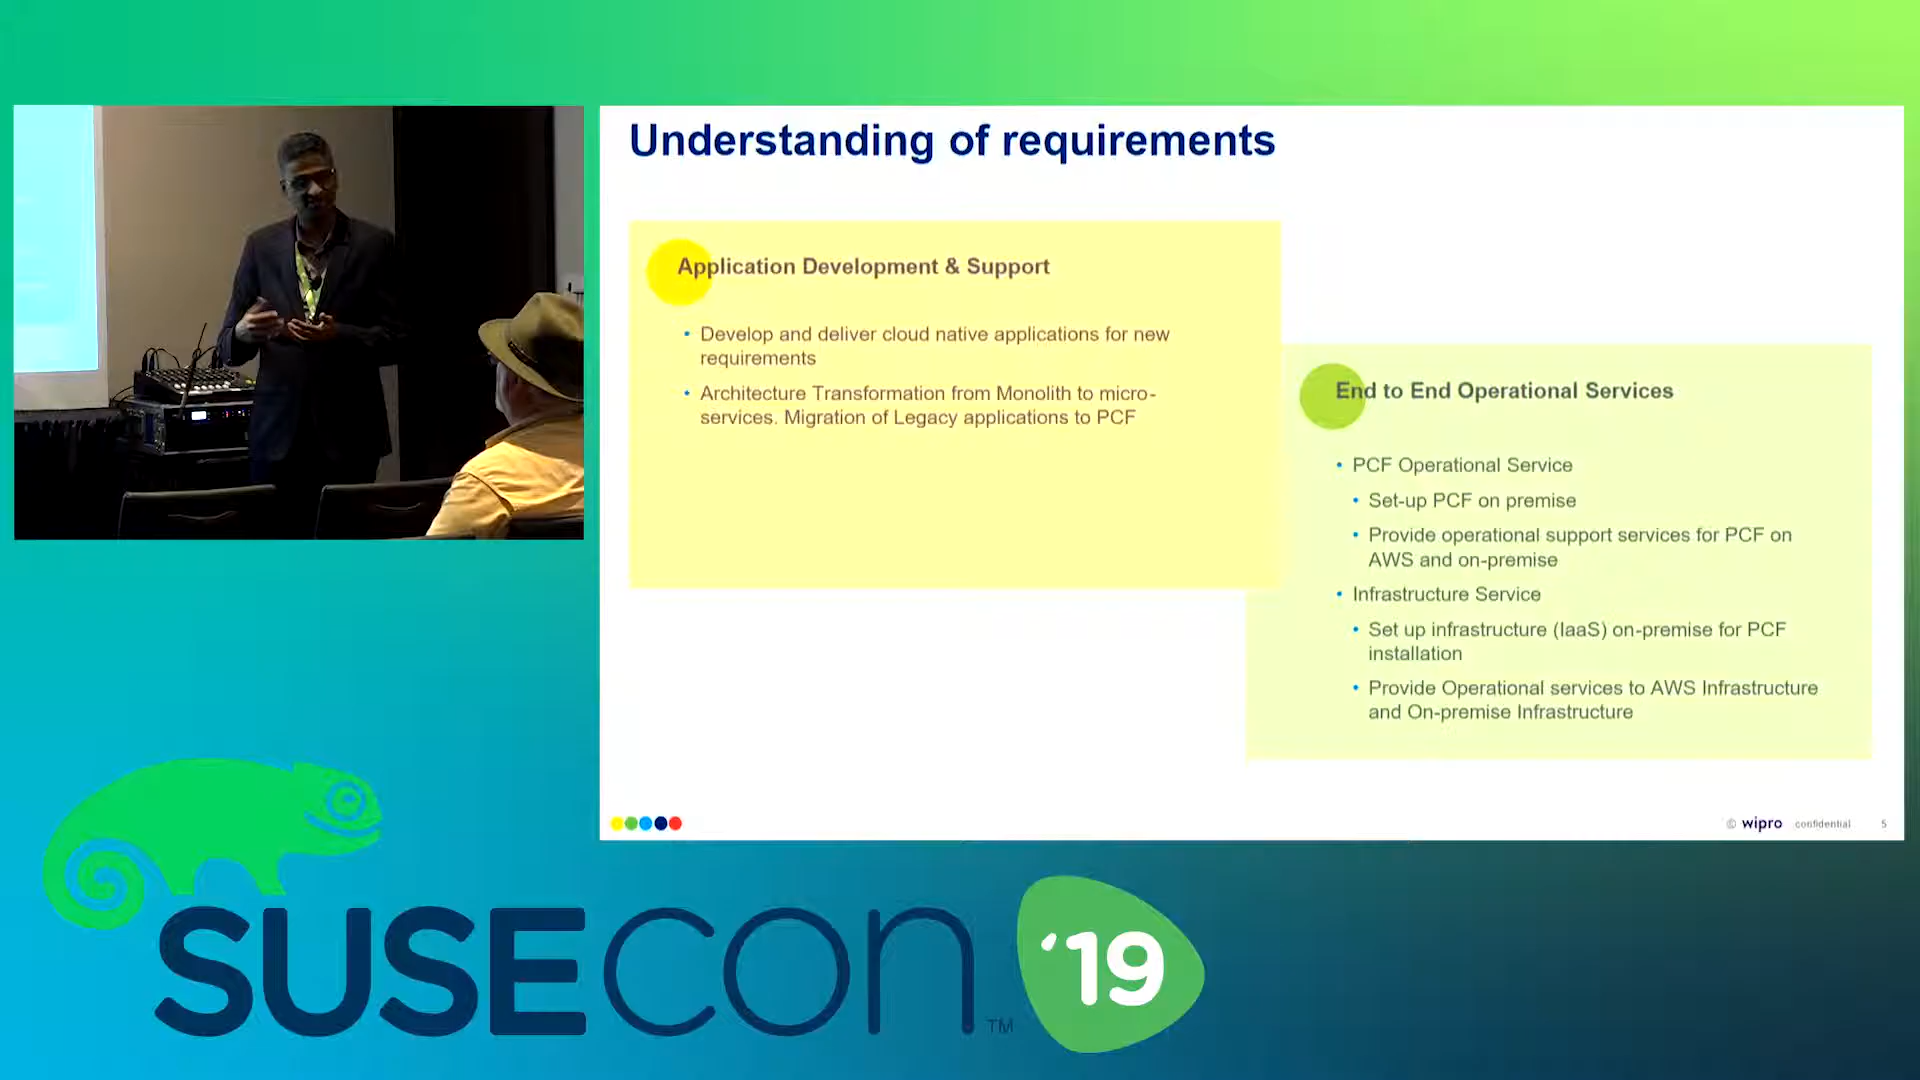 Understanding of requirements
Application Development & Support
• Develop and deliver cloud native applications for new
requirements
• Architecture Transformation from Monolith to micro-
services. Migration of Legacy applications to PCF
End to End Operational Services
• PCF Operational Service
• Set-up PCF on premise
• Provide operational support services for PCF on
AWS and on-premise
• Infrastructure Service
• Set up infrastructure (IaaS) on-premise for PCF
installation
• Provide Operational services to AWS Infrastructure
and On-premise Infrastructure
© wipro confidential 5
SUSECON ™ '19